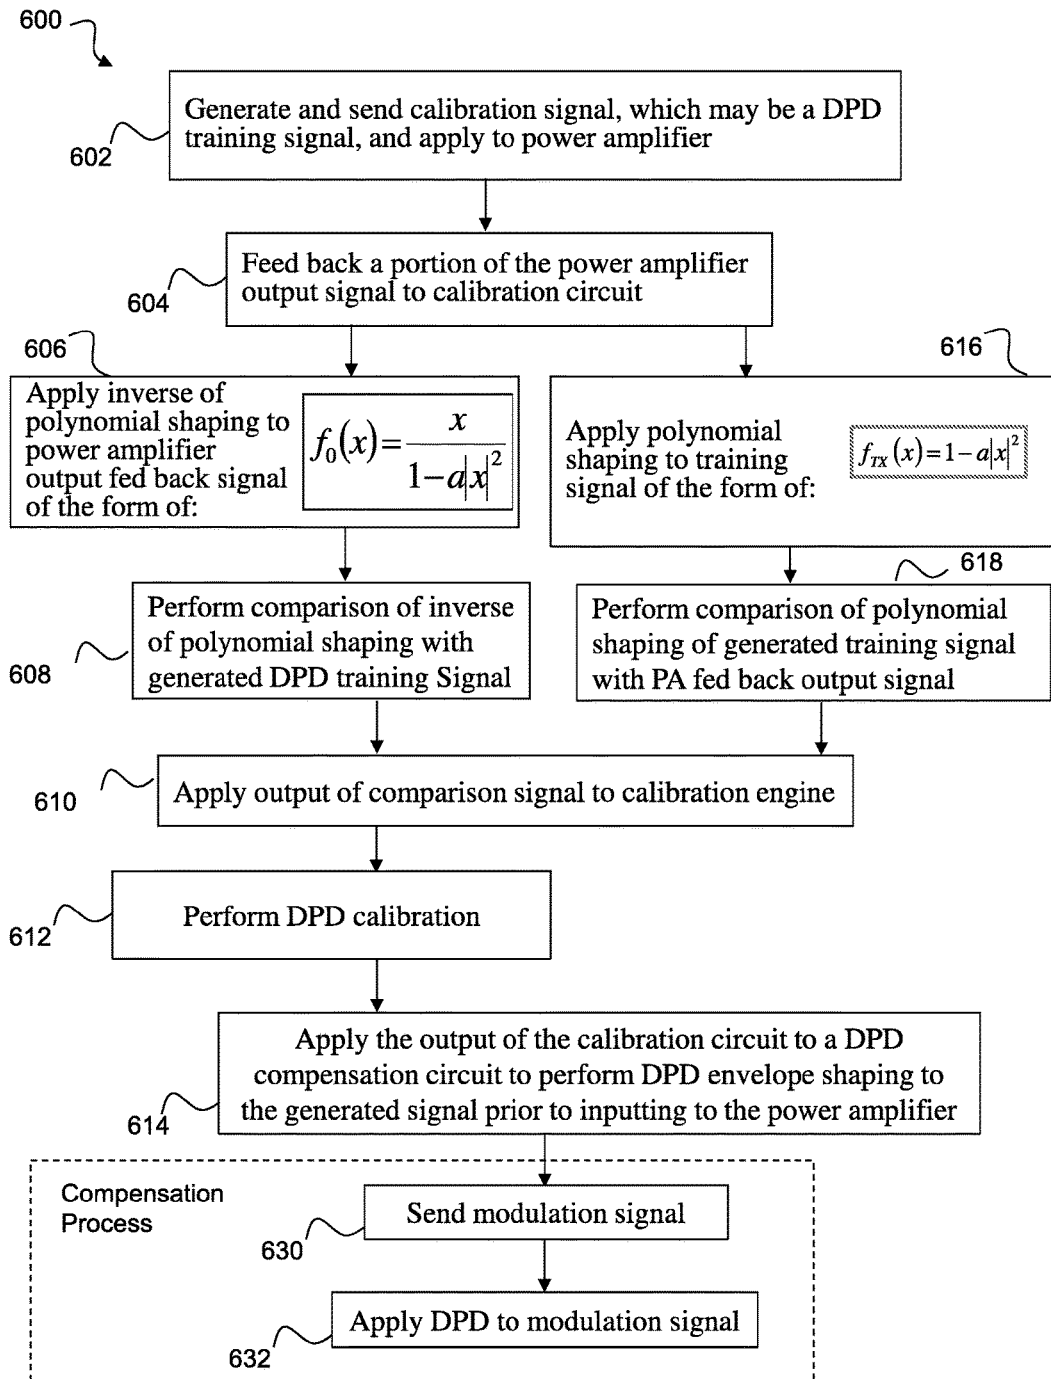 600
Generate and send calibration signal, which may be a DPD
training signal, and apply to power amplifier
602
Feed back a portion of the power amplifier
output signal to calibration circuit
604
606
Apply inverse of
polynomial shaping to
power amplifier
output fed back signal
of the form of:
f₀(x)=x/(1−a|x|²)
616
Apply polynomial
shaping to training
signal of the form of:
f_TX(x)=1−a|x|²
608
Perform comparison of inverse
of polynomial shaping with
generated DPD training Signal
618
Perform comparison of polynomial
shaping of generated training signal
with PA fed back output signal
610
Apply output of comparison signal to calibration engine
612
Perform DPD calibration
Apply the output of the calibration circuit to a DPD
compensation circuit to perform DPD envelope shaping to
the generated signal prior to inputting to the power amplifier
614
Compensation
Process
Send modulation signal
630
Apply DPD to modulation signal
632